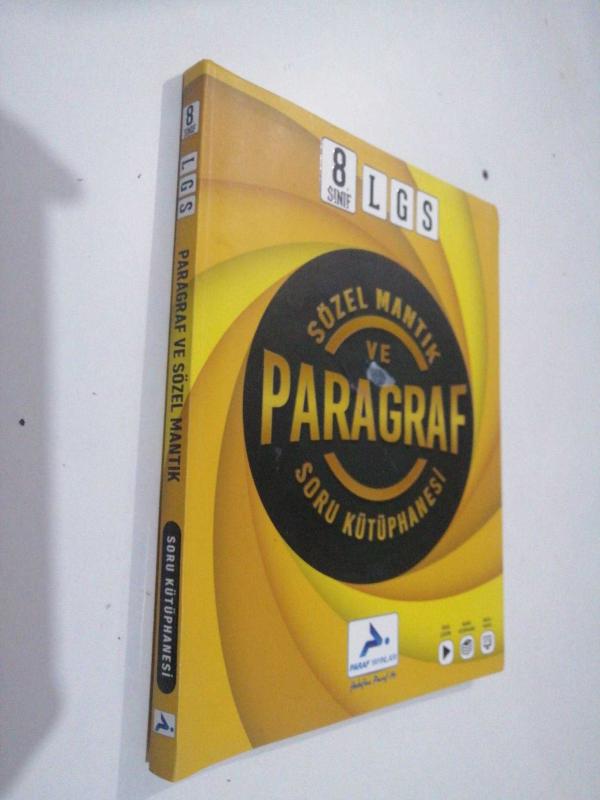 8
SINIF
LGS
PARAGRAF VE SÖZEL MANTIK
SORU KÜTÜPHANESİ
8
SINIF
LGS
SÖZEL MANTIK
VE
PARAGRAF
SORU KÜTÜPHANESİ
PARAF YAYINLARI